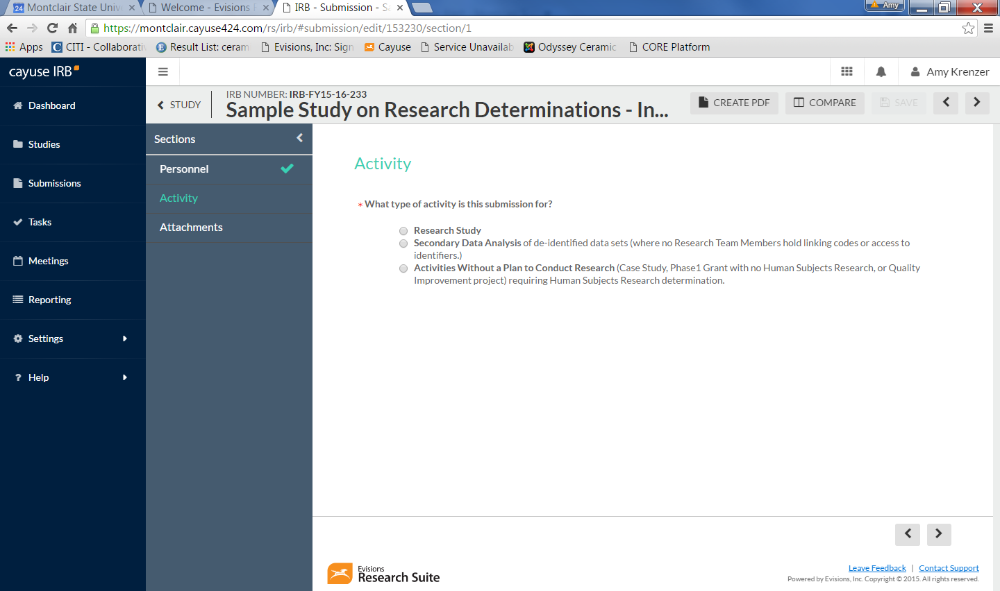 24 Montclair State Unive
Welcome - Evisions
IRB - Submission - Sa
Amy
https://montclair.cayuse424.com/rs/irb/#submission/edit/153230/section/1
Apps
CITI - Collaborativ
Result List: ceram
Evisions, Inc: Sign
Cayuse
Service Unavailab
Odyssey Ceramic
CORE Platform
cayuse IRB
Amy Krenzer
Dashboard
Studies
Submissions
Tasks
Meetings
Reporting
Settings
Help
STUDY
IRB NUMBER: IRB-FY15-16-233
Sample Study on Research Determinations - In...
CREATE PDF
COMPARE
SAVE
Sections
Personnel
Activity
Attachments
Activity
* What type of activity is this submission for?
Research Study
Secondary Data Analysis of de-identified data sets (where no Research Team Members hold linking codes or access to
identifiers.)
Activities Without a Plan to Conduct Research (Case Study, Phase1 Grant with no Human Subjects Research, or Quality
Improvement project) requiring Human Subjects Research determination.
Evisions
Research Suite
Leave Feedback | Contact Support
Powered by Evisions, Inc. Copyright © 2015. All rights reserved.